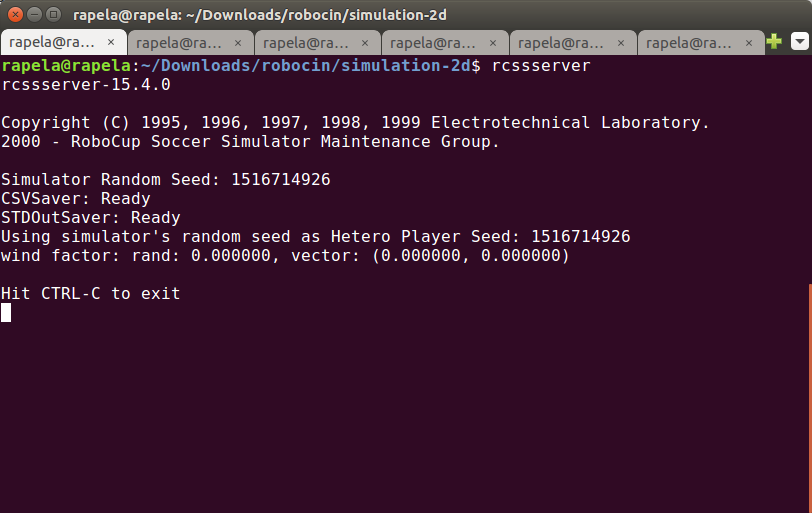 rapela@rapela: ~/Downloads/robocin/simulation-2d
rapela@ra... × rapela@ra... × rapela@ra... × rapela@ra... × rapela@ra... × rapela@ra... ×
rapela@rapela:~/Downloads/robocin/simulation-2d$ rcssserver
rcssserver-15.4.0
Copyright (C) 1995, 1996, 1997, 1998, 1999 Electrotechnical Laboratory.
2000 - RoboCup Soccer Simulator Maintenance Group.
Simulator Random Seed: 1516714926
CSVSaver: Ready
STDOutSaver: Ready
Using simulator's random seed as Hetero Player Seed: 1516714926
wind factor: rand: 0.000000, vector: (0.000000, 0.000000)
Hit CTRL-C to exit